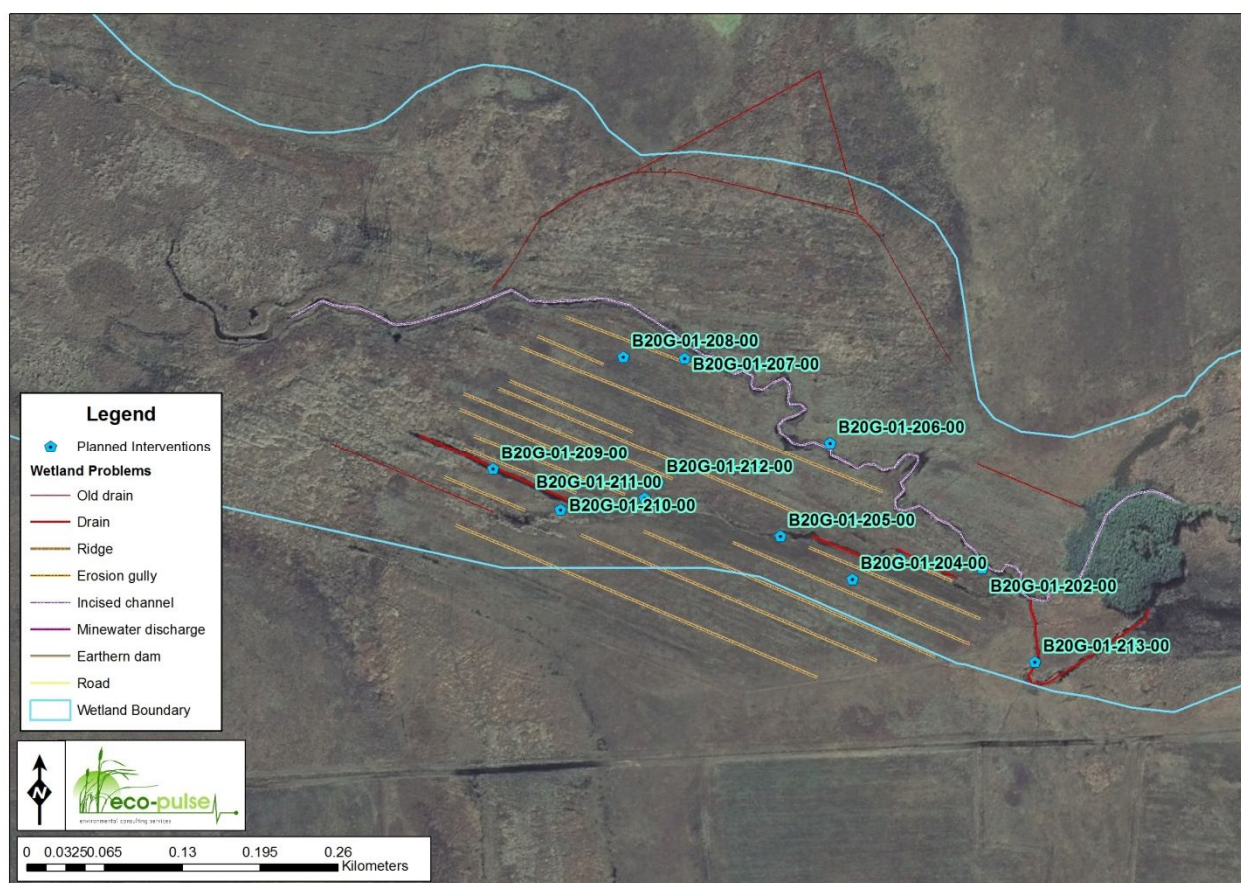 B20G-01-208-00
B20G-01-207-00
B20G-01-206-00
B20G-01-209-00
B20G-01-212-00
B20G-01-211-00
B20G-01-210-00
B20G-01-205-00
B20G-01-204-00
B20G-01-202-00
B20G-01-213-00
Legend
Planned Interventions
Wetland Problems
Old drain
Drain
Ridge
Erosion gully
Incised channel
Minewater discharge
Earthern dam
Road
Wetland Boundary
N
eco-pulse
environmental consulting services
0 0.03250.065 0.13 0.195 0.26
Kilometers